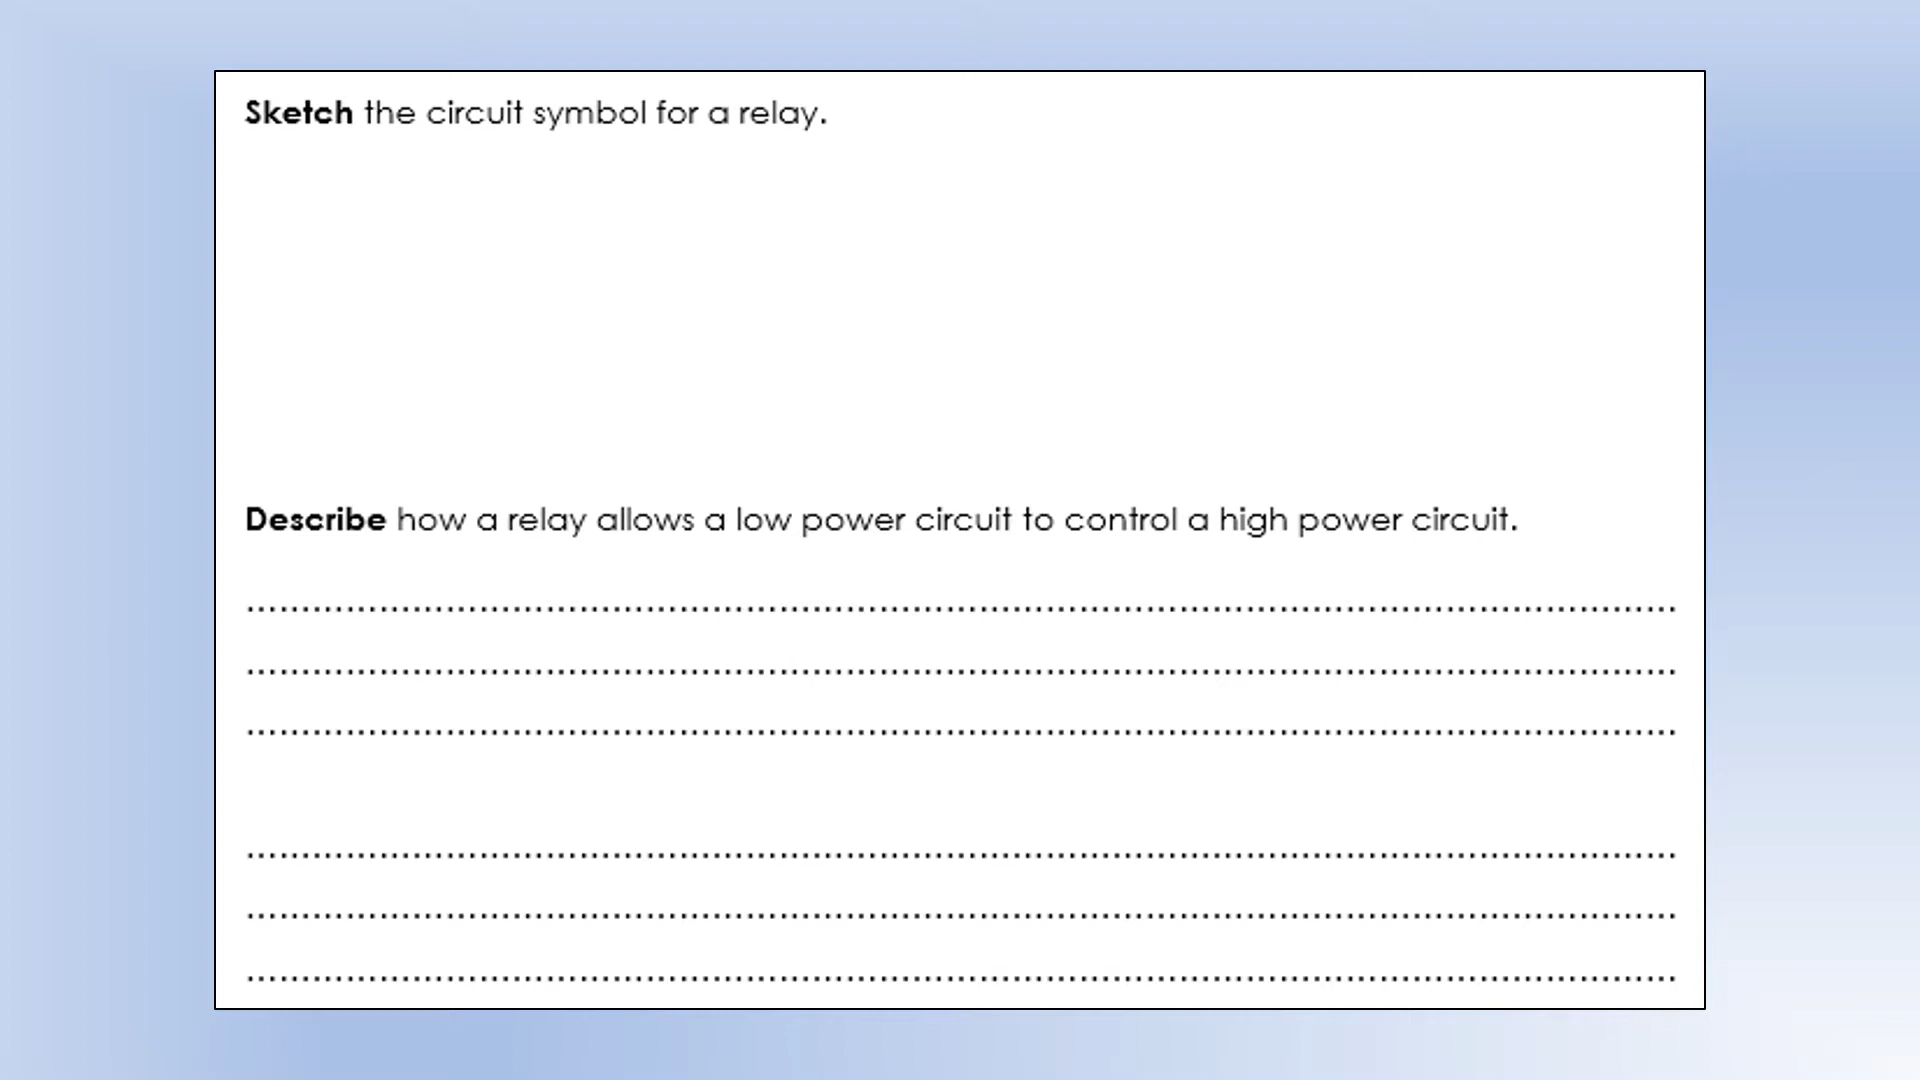 Sketch the circuit symbol for a relay.
Describe how a relay allows a low power circuit to control a high power circuit.